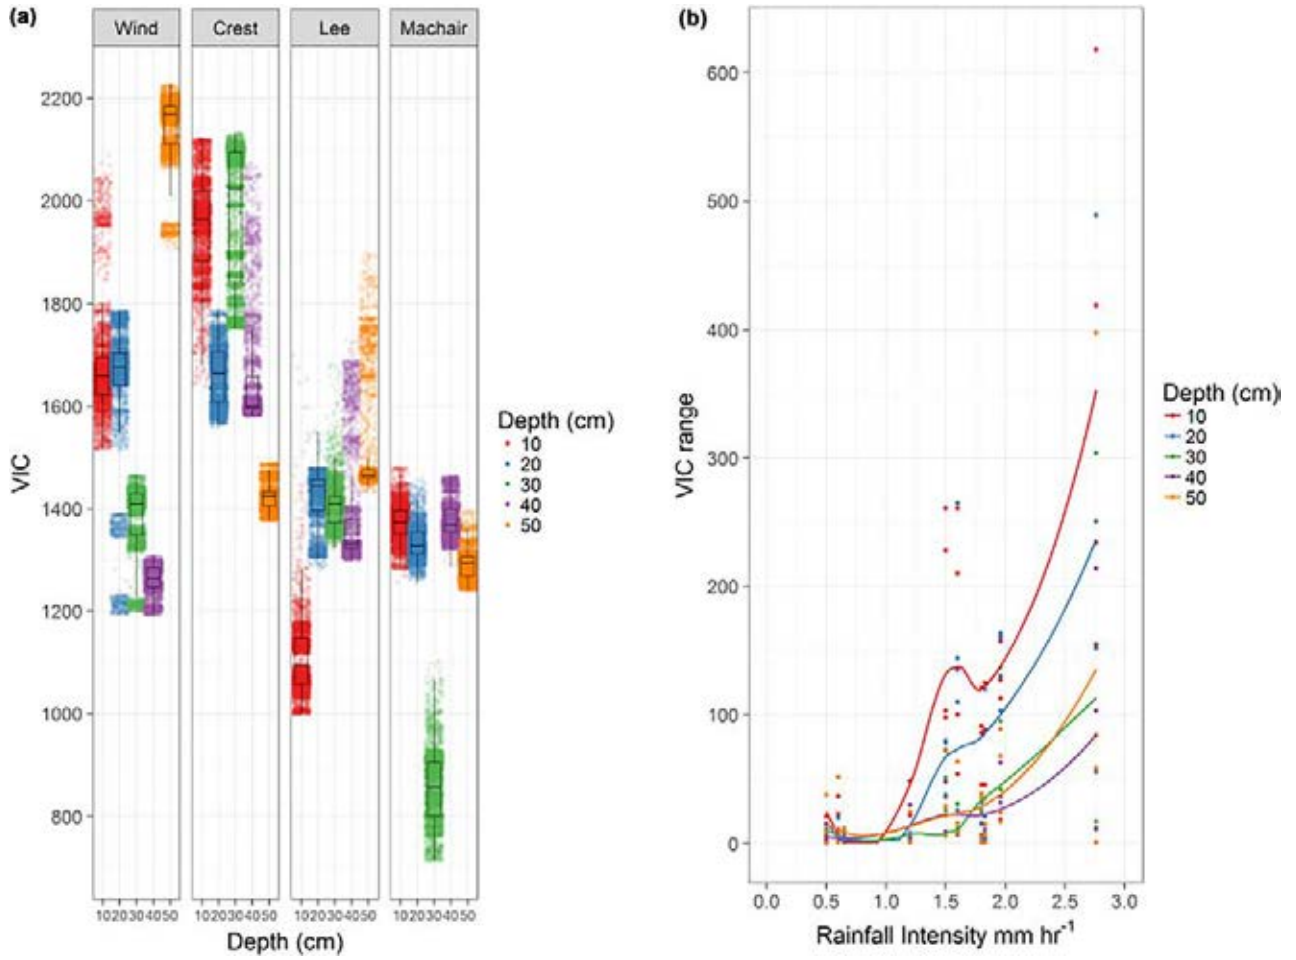 (a)
Wind Crest Lee Machair
2200
2000
1800
1600
1400
1200
1000
800
VIC
1020304050 1020304050 1020304050 1020304050
Depth (cm)
Depth (cm)
10
20
30
40
50
(b)
600
500
400
300
200
100
0
VIC range
0.0 0.5 1.0 1.5 2.0 2.5 3.0
Rainfall Intensity mm hr⁻¹
Depth (cm)
10
20
30
40
50